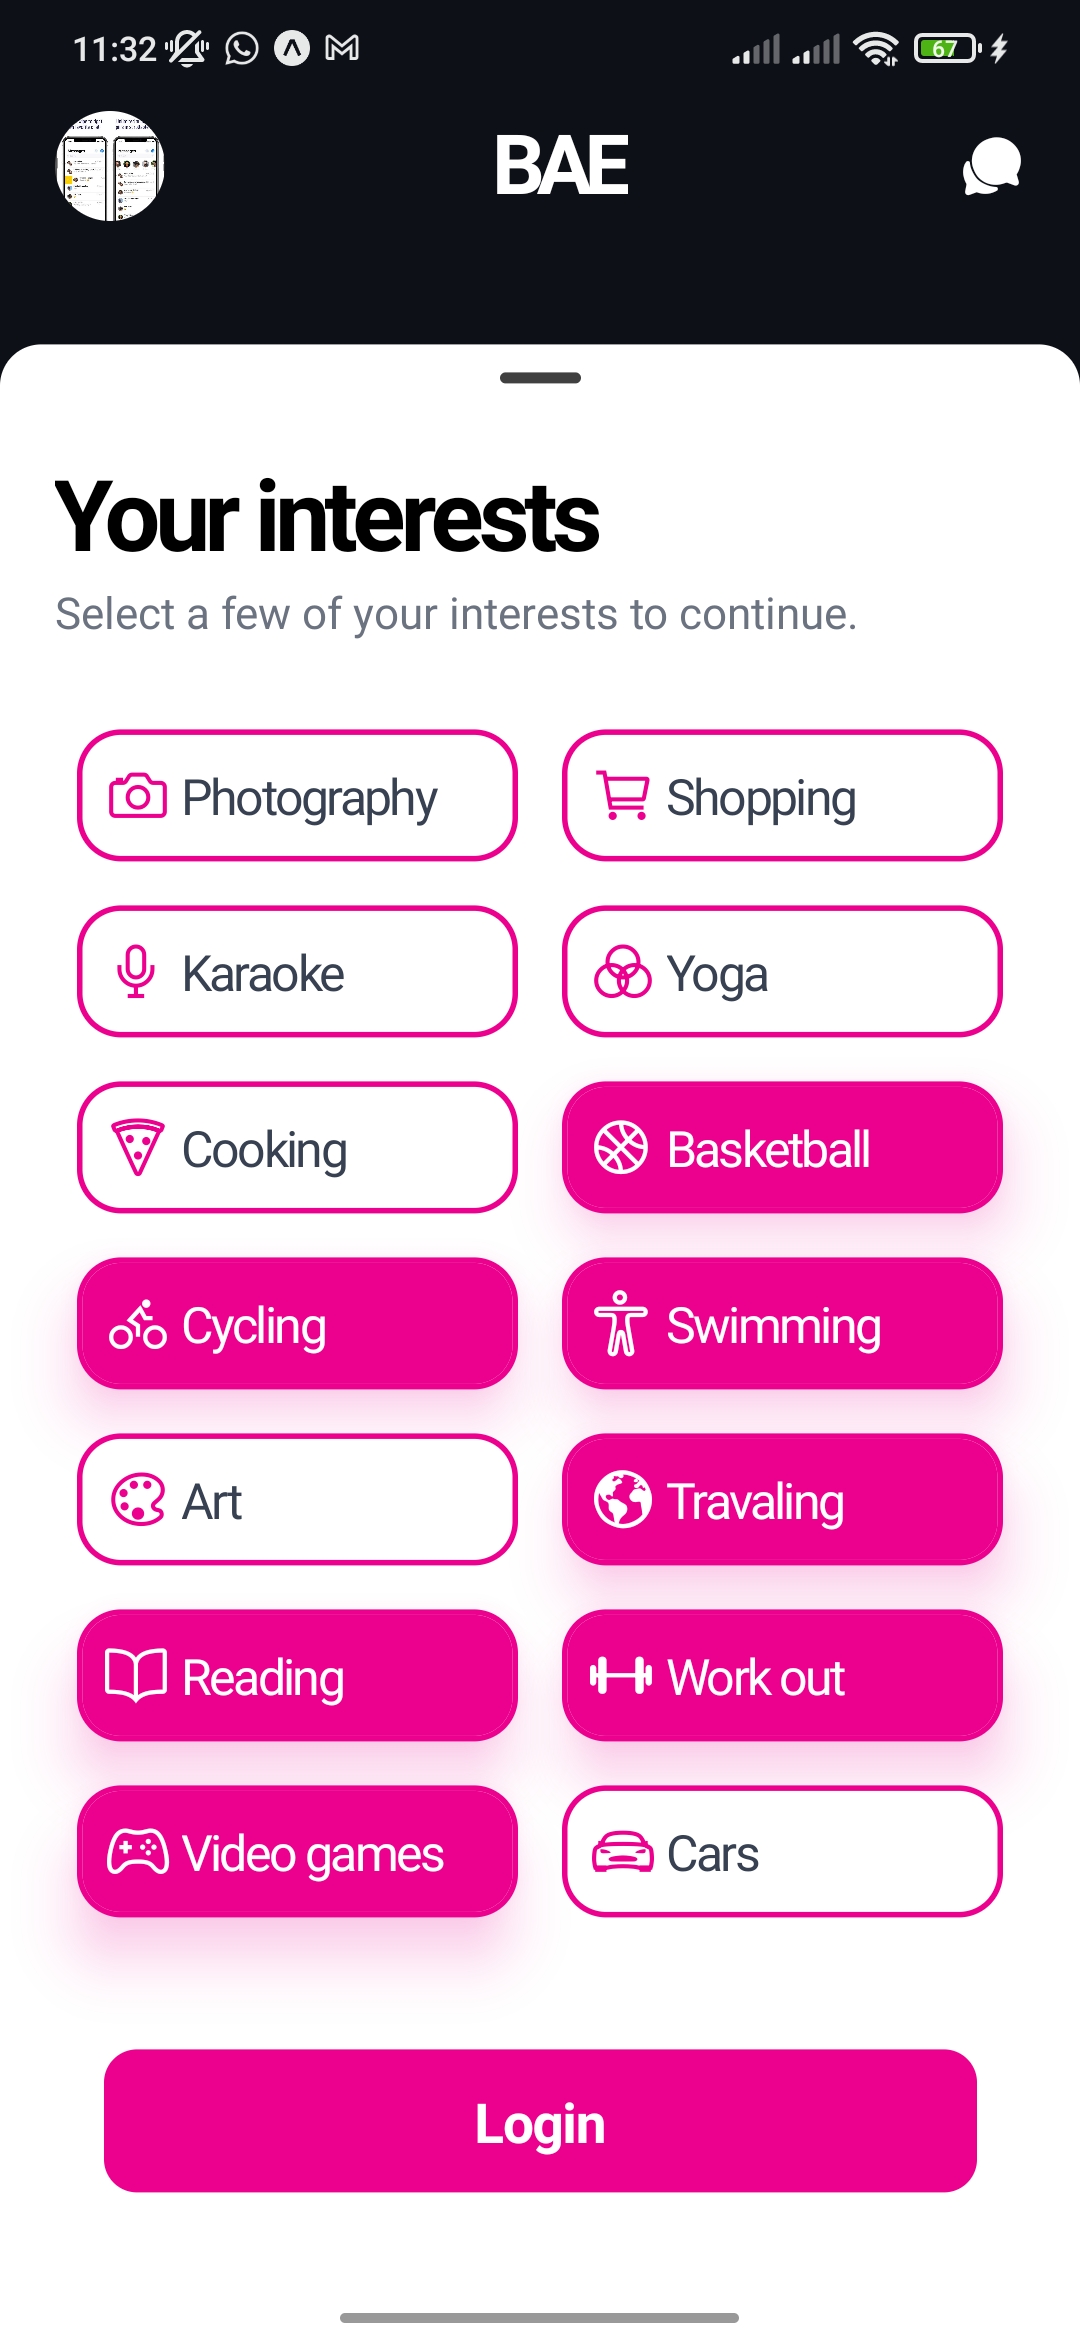 11:32
67
BAE
Your interests
Select a few of your interests to continue.
Photography
Shopping
Karaoke
Yoga
Cooking
Basketball
Cycling
Swimming
Art
Travaling
Reading
Work out
Video games
Cars
Login